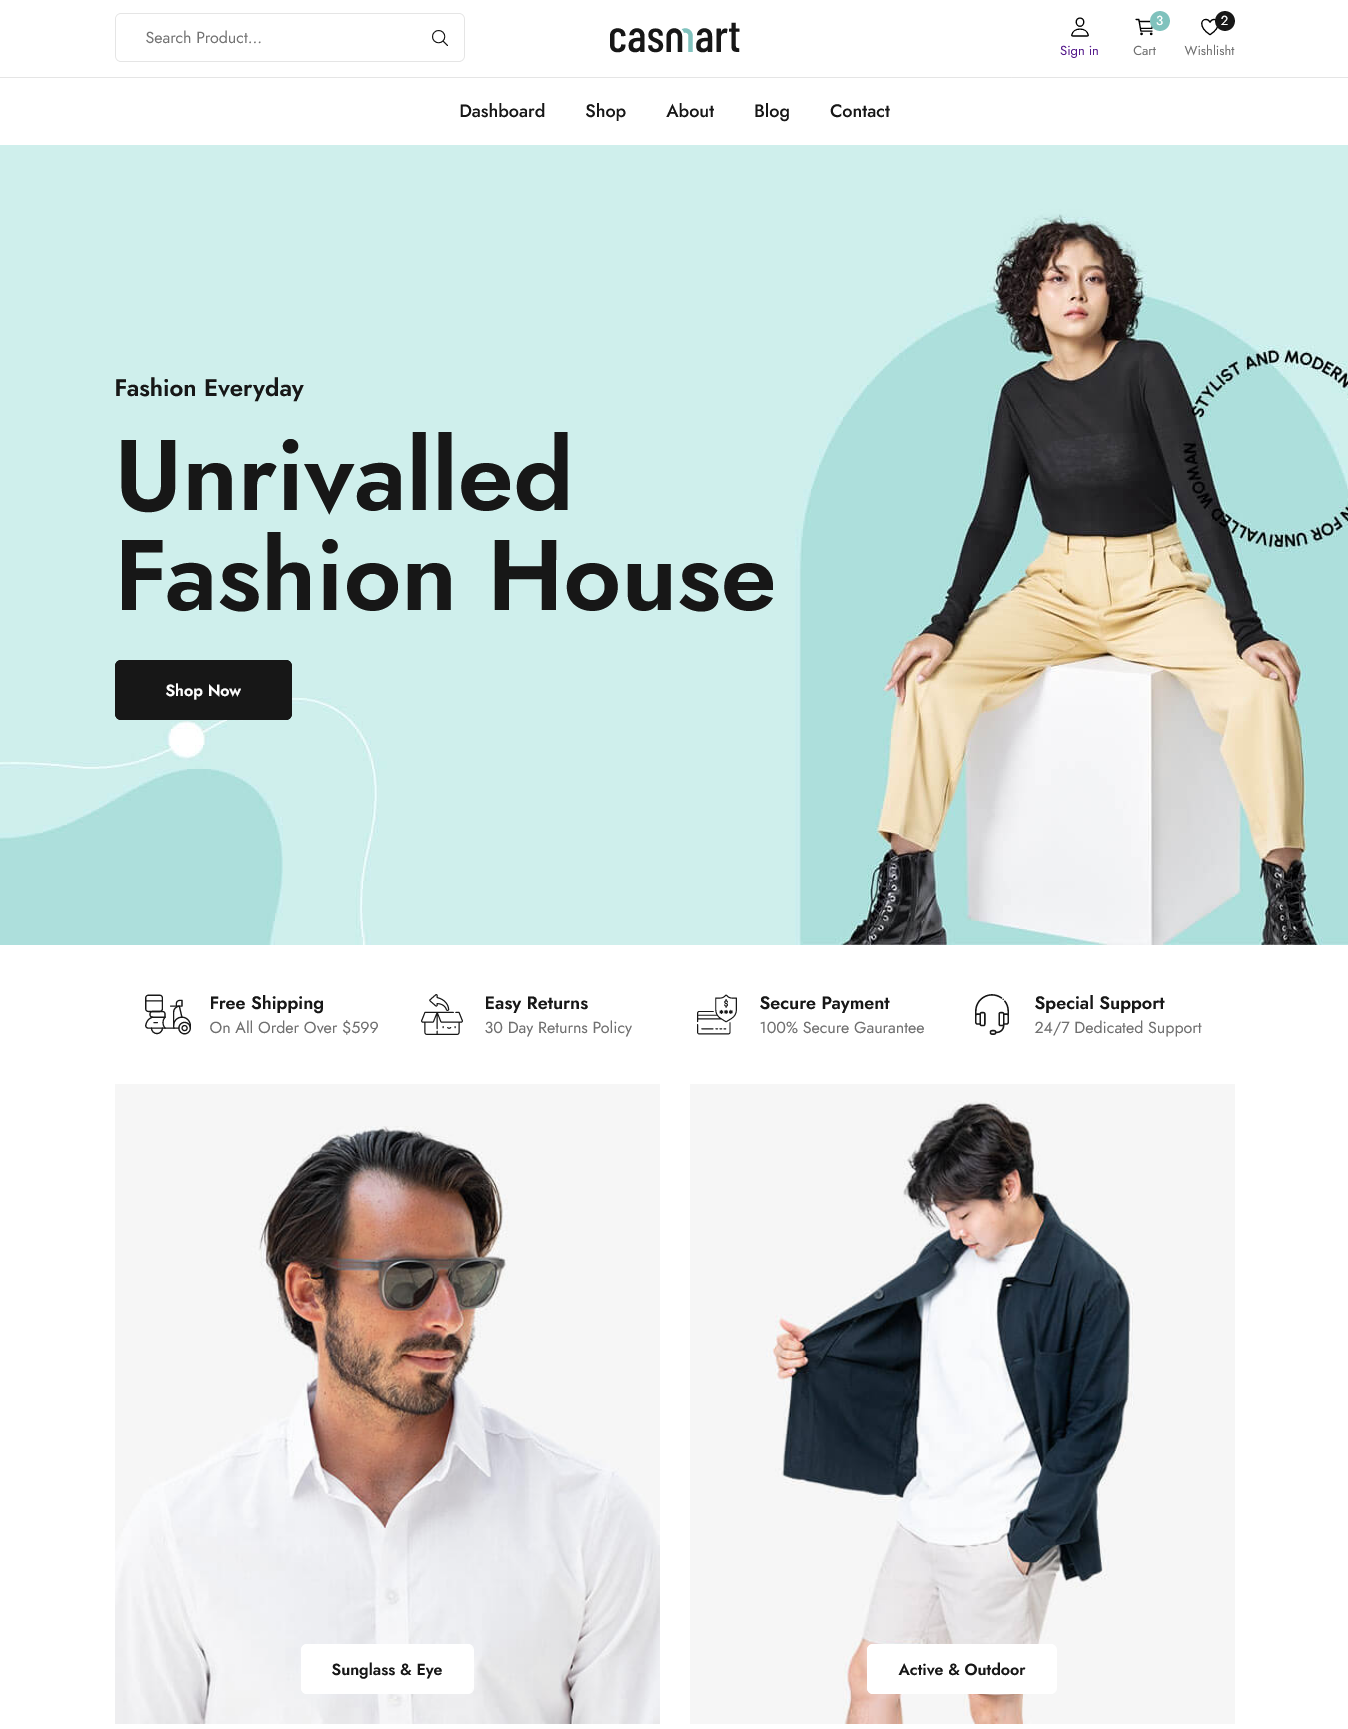 Search Product...
casmart
3
2
Sign in
Cart
Wishlisht
Dashboard
Shop
About
Blog
Contact
Fashion Everyday
Unrivalled
Fashion House
Shop Now
STYLIST AND MODERN
FOR UNRIVALLED WOMAN
Free Shipping
On All Order Over $599
Easy Returns
30 Day Returns Policy
Secure Payment
100% Secure Gaurantee
Special Support
24/7 Dedicated Support
Sunglass & Eye
Active & Outdoor